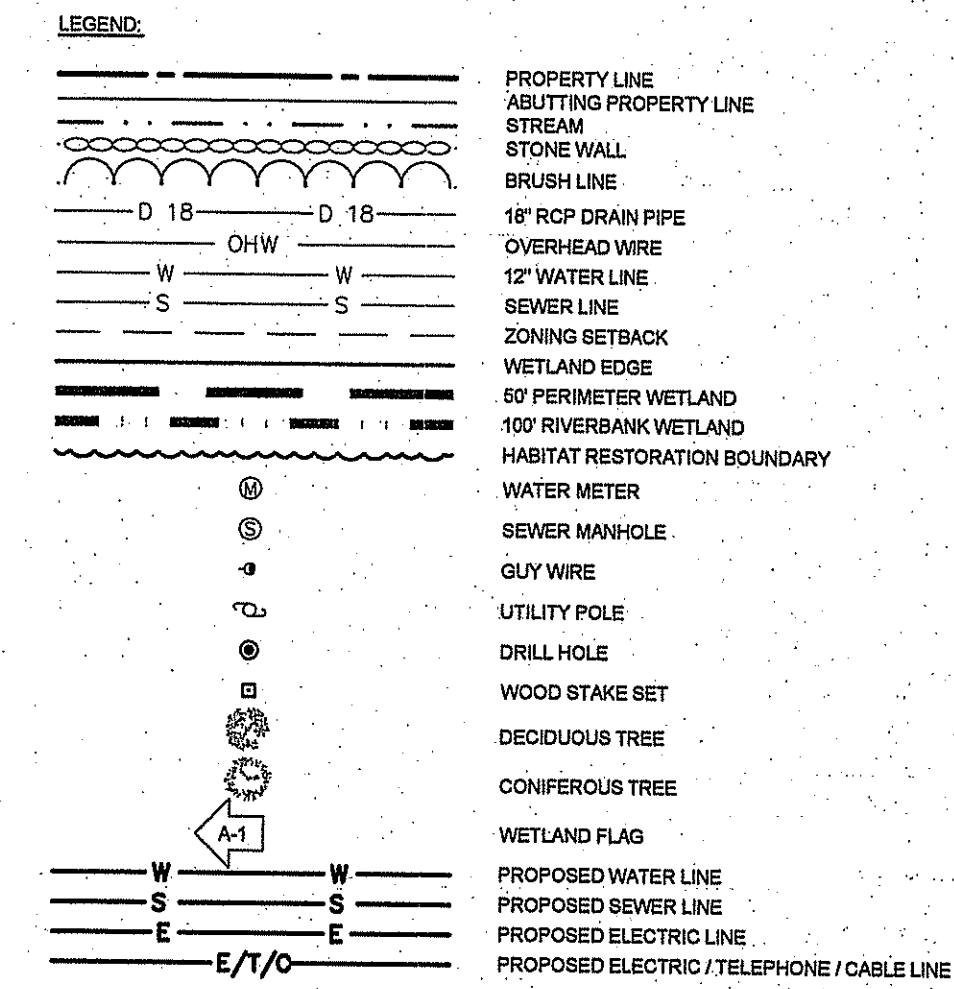 LEGEND:
PROPERTY LINE
ABUTTING PROPERTY LINE
STREAM
STONE WALL
BRUSH LINE
D 18 D 18 18" RCP DRAIN PIPE
OHW OVERHEAD WIRE
W W 12" WATER LINE
S S SEWER LINE
ZONING SETBACK
WETLAND EDGE
50' PERIMETER WETLAND
100' RIVERBANK WETLAND
HABITAT RESTORATION BOUNDARY
M WATER METER
S SEWER MANHOLE
GUY WIRE
UTILITY POLE
DRILL HOLE
WOOD STAKE SET
DECIDUOUS TREE
CONIFEROUS TREE
A-1 WETLAND FLAG
W W PROPOSED WATER LINE
S S PROPOSED SEWER LINE
E E PROPOSED ELECTRIC LINE
E/T/C PROPOSED ELECTRIC / TELEPHONE / CABLE LINE